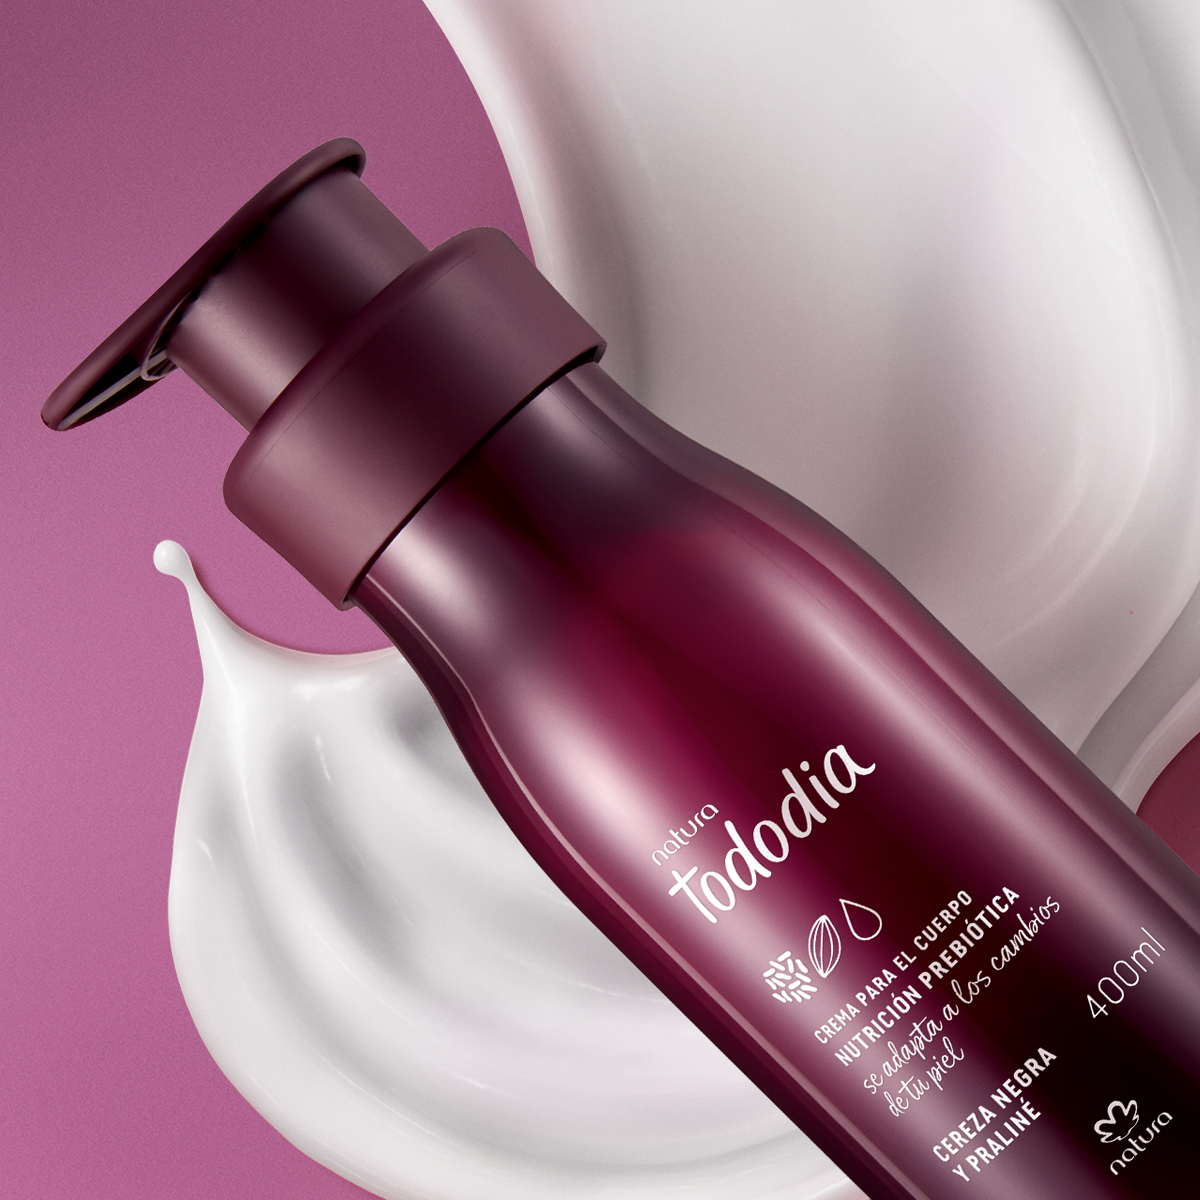 natura
tododia
CREMA PARA EL CUERPO
NUTRICIÓN PREBIÓTICA
se adapta a los cambios
de tu piel
400ml
CEREZA NEGRA
Y PRALINÉ
natura